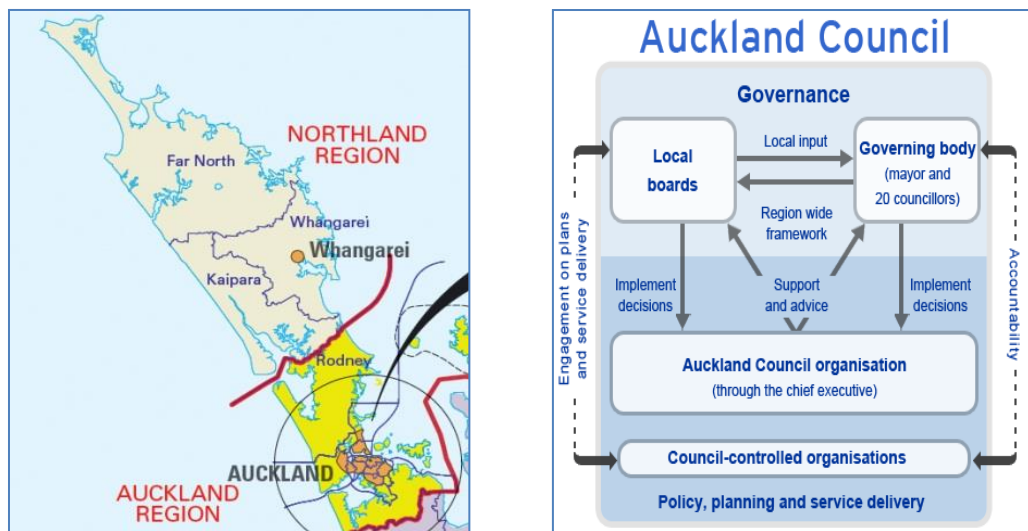 NORTHLAND
REGION
Far North
Whangarei
Whangarei
Kaipara
Rodney
AUCKLAND
AUCKLAND
REGION
Auckland Council
Governance
Local
boards
Local input
Governing body
(mayor and
20 councillors)
Region wide
framework
Implement
decisions
Support
and advice
Implement
decisions
Engagement on plans
and service delivery
Accountability
Auckland Council organisation
(through the chief executive)
Council-controlled organisations
Policy, planning and service delivery